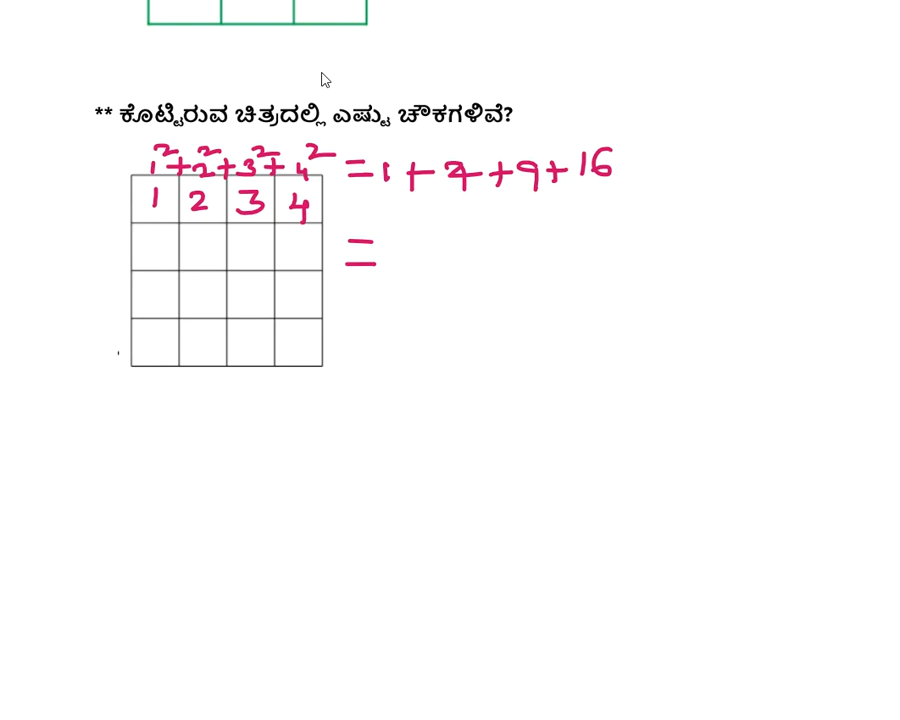 ** ಕೊಟ್ಟಿರುವ ಚಿತ್ರದಲ್ಲಿ ಎಷ್ಟು ಚೌಕಗಳಿವೆ?
1²+2²+3²+4² = 1+4+9+16
1 2 3 4
=